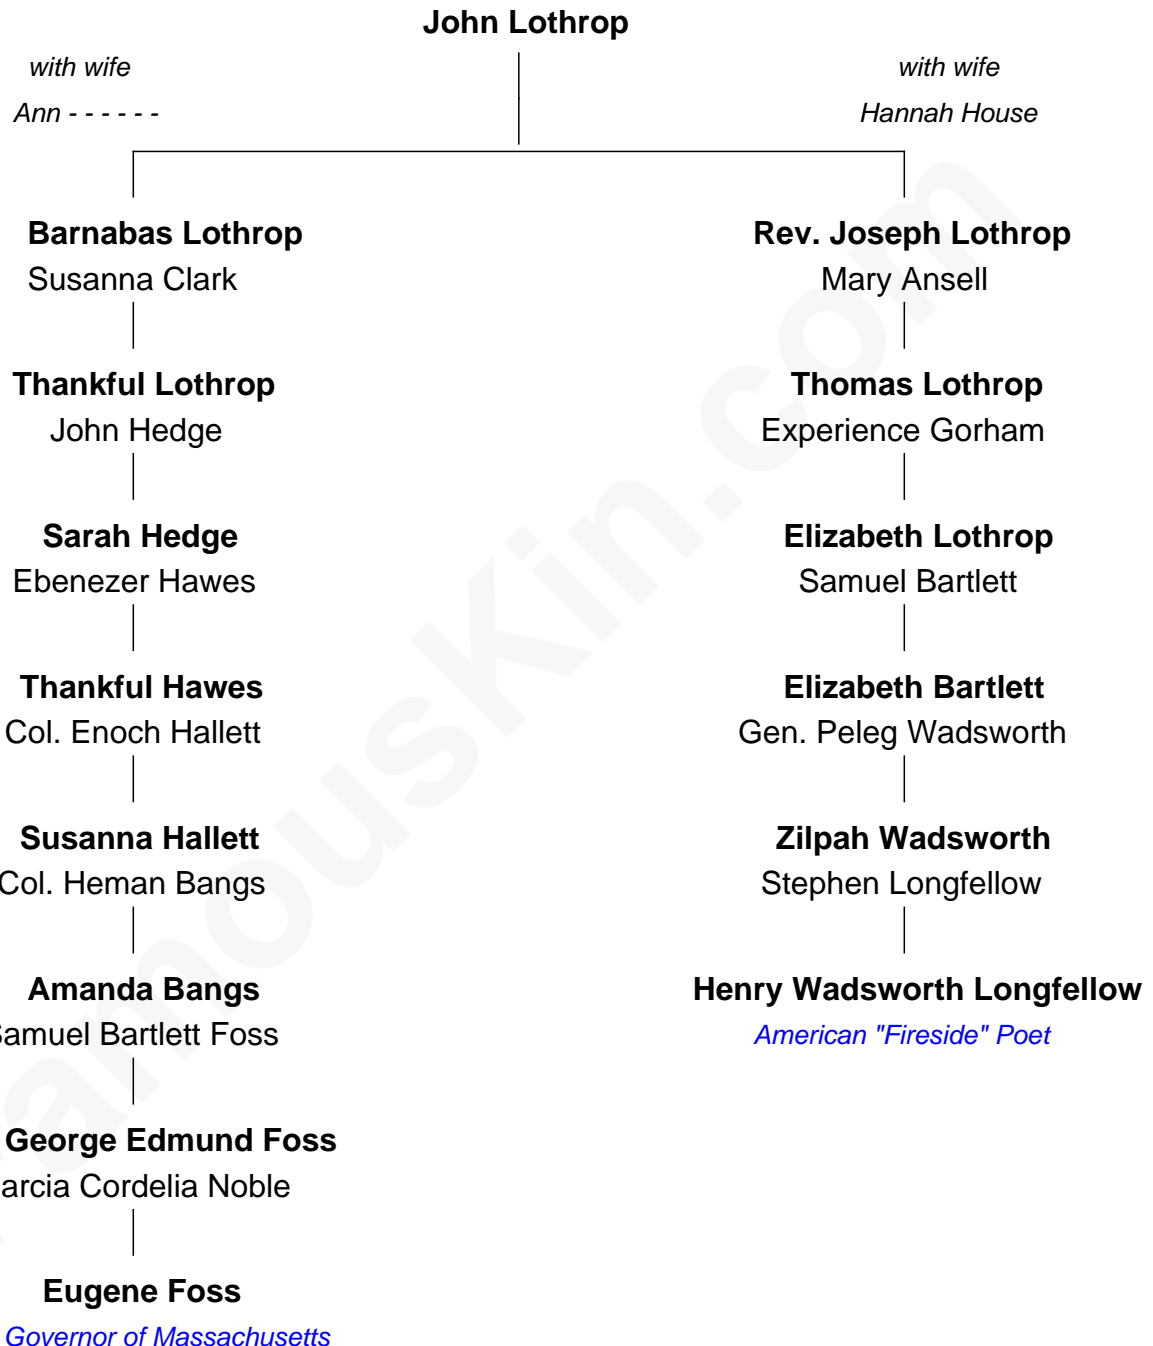 John Lothrop
with wife
Ann - - - - - -
with wife
Hannah House
Barnabas Lothrop
Susanna Clark
Rev. Joseph Lothrop
Mary Ansell
Thankful Lothrop
John Hedge
Thomas Lothrop
Experience Gorham
Sarah Hedge
Ebenezer Hawes
Elizabeth Lothrop
Samuel Bartlett
Thankful Hawes
Col. Enoch Hallett
Elizabeth Bartlett
Gen. Peleg Wadsworth
Susanna Hallett
Col. Heman Bangs
Zilpah Wadsworth
Stephen Longfellow
Amanda Bangs
Samuel Bartlett Foss
Henry Wadsworth Longfellow
American "Fireside" Poet
George Edmund Foss
arcia Cordelia Noble
Eugene Foss
Governor of Massachusetts
FamousKin.com